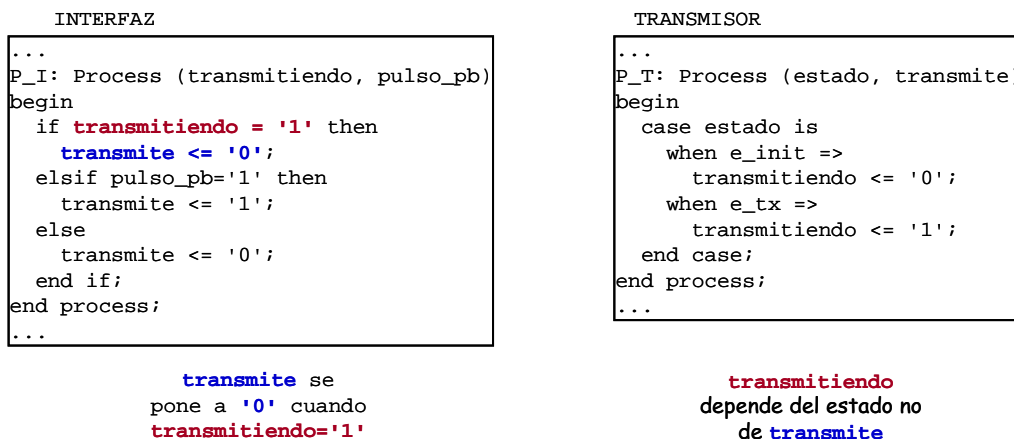 INTERFAZ
...
P_I: Process (transmitiendo, pulso_pb)
begin
  if transmitiendo = '1' then
    transmite <= '0';
  elsif pulso_pb='1' then
    transmite <= '1';
  else
    transmite <= '0';
  end if;
end process;
...
transmite se
pone a '0' cuando
transmitiendo='1'
TRANSMISOR
...
P_T: Process (estado, transmite)
begin
  case estado is
    when e_init =>
      transmitiendo <= '0';
    when e_tx =>
      transmitiendo <= '1';
  end case;
end process;
...
transmitiendo
depende del estado no
de transmite